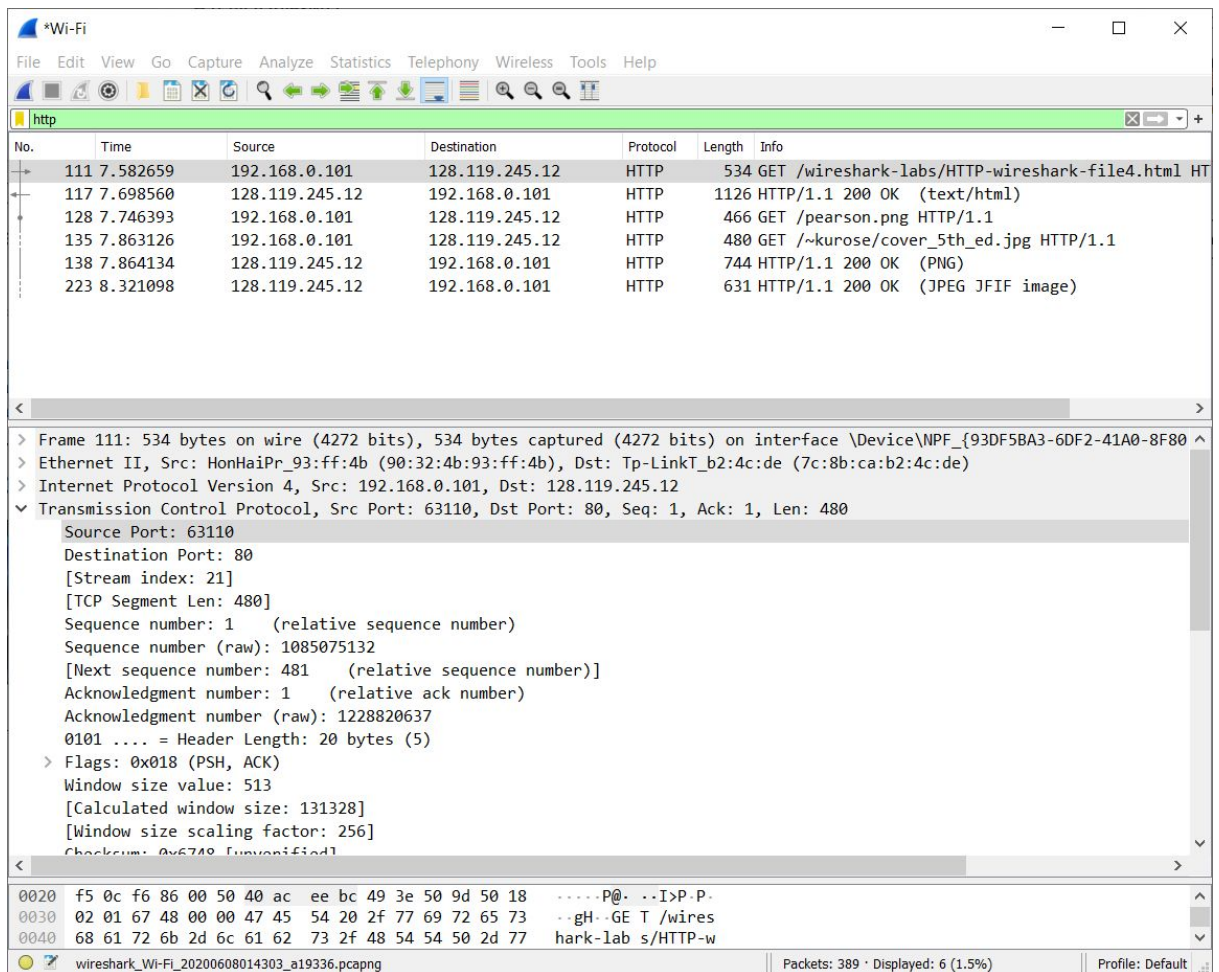 *Wi-Fi
File Edit View Go Capture Analyze Statistics Telephony Wireless Tools Help
http
No. Time Source Destination Protocol Length Info
111 7.582659 192.168.0.101 128.119.245.12 HTTP 534 GET /wireshark-labs/HTTP-wireshark-file4.html HT
117 7.698560 128.119.245.12 192.168.0.101 HTTP 1126 HTTP/1.1 200 OK (text/html)
128 7.746393 192.168.0.101 128.119.245.12 HTTP 466 GET /pearson.png HTTP/1.1
135 7.863126 192.168.0.101 128.119.245.12 HTTP 480 GET /~kurose/cover_5th_ed.jpg HTTP/1.1
138 7.864134 128.119.245.12 192.168.0.101 HTTP 744 HTTP/1.1 200 OK (PNG)
223 8.321098 128.119.245.12 192.168.0.101 HTTP 631 HTTP/1.1 200 OK (JPEG JFIF image)
> Frame 111: 534 bytes on wire (4272 bits), 534 bytes captured (4272 bits) on interface \Device\NPF_{93DF5BA3-6DF2-41A0-8F80
> Ethernet II, Src: HonHaiPr_93:ff:4b (90:32:4b:93:ff:4b), Dst: Tp-LinkT_b2:4c:de (7c:8b:ca:b2:4c:de)
> Internet Protocol Version 4, Src: 192.168.0.101, Dst: 128.119.245.12
Transmission Control Protocol, Src Port: 63110, Dst Port: 80, Seq: 1, Ack: 1, Len: 480
Source Port: 63110
Destination Port: 80
[Stream index: 21]
[TCP Segment Len: 480]
Sequence number: 1 (relative sequence number)
Sequence number (raw): 1085075132
[Next sequence number: 481 (relative sequence number)]
Acknowledgment number: 1 (relative ack number)
Acknowledgment number (raw): 1228820637
0101 .... = Header Length: 20 bytes (5)
> Flags: 0x018 (PSH, ACK)
Window size value: 513
[Calculated window size: 131328]
[Window size scaling factor: 256]
Checksum: 0x6748 [unverified]
0020 f5 0c f6 86 00 50 40 ac ee bc 49 3e 50 9d 50 18 ·····P@· ··I>P·P·
0030 02 01 67 48 00 00 47 45 54 20 2f 77 69 72 65 73 ··gH··GE T /wires
0040 68 61 72 6b 2d 6c 61 62 73 2f 48 54 54 50 2d 77 hark-lab s/HTTP-w
wireshark_Wi-Fi_20200608014303_a19336.pcapng Packets: 389 · Displayed: 6 (1.5%) Profile: Default